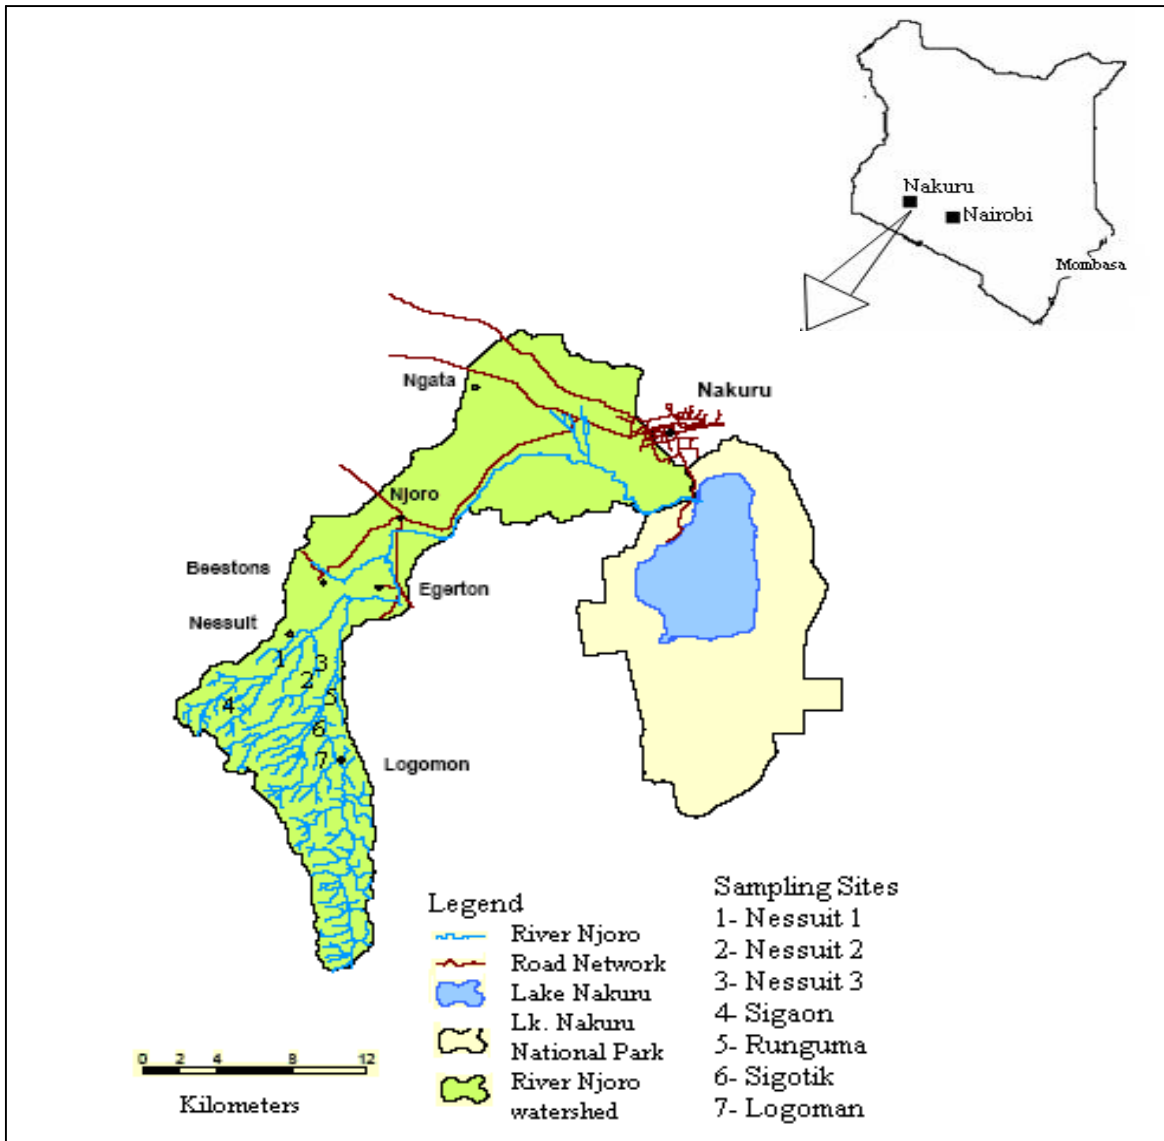 Nakuru
Nairobi
Mombasa
Ngata
Nakuru
Njoro
Beestons
Egerton
Nessuit
1
3
2
5
4
6
7
Logomon
Legend
River Njoro
Road Network
Lake Nakuru
Lk. Nakuru
National Park
River Njoro
watershed
Sampling Sites
1- Nessuit 1
2- Nessuit 2
3- Nessuit 3
4- Sigaon
5- Runguma
6- Sigotik
7- Logoman
0 2 4 8 12
Kilometers